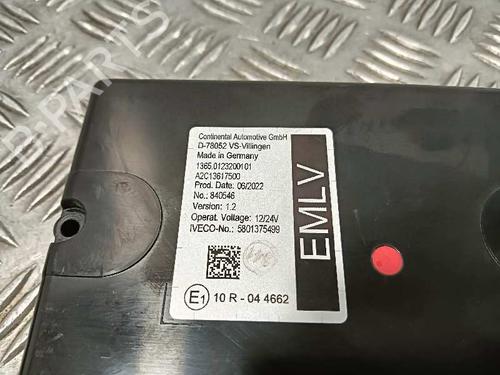 Continental Automotive GmbH
D-78052 VS-Villingen
Made in Germany
1365.0123200101
A2C13617500
Prod. Date: 06/2022
No.: 840546
Version: 1.2
Operat. Voltage: 12/24V
IVECO-No.: 5801375499
E1 10 R - 04 4662
EMLV
B-PARTS